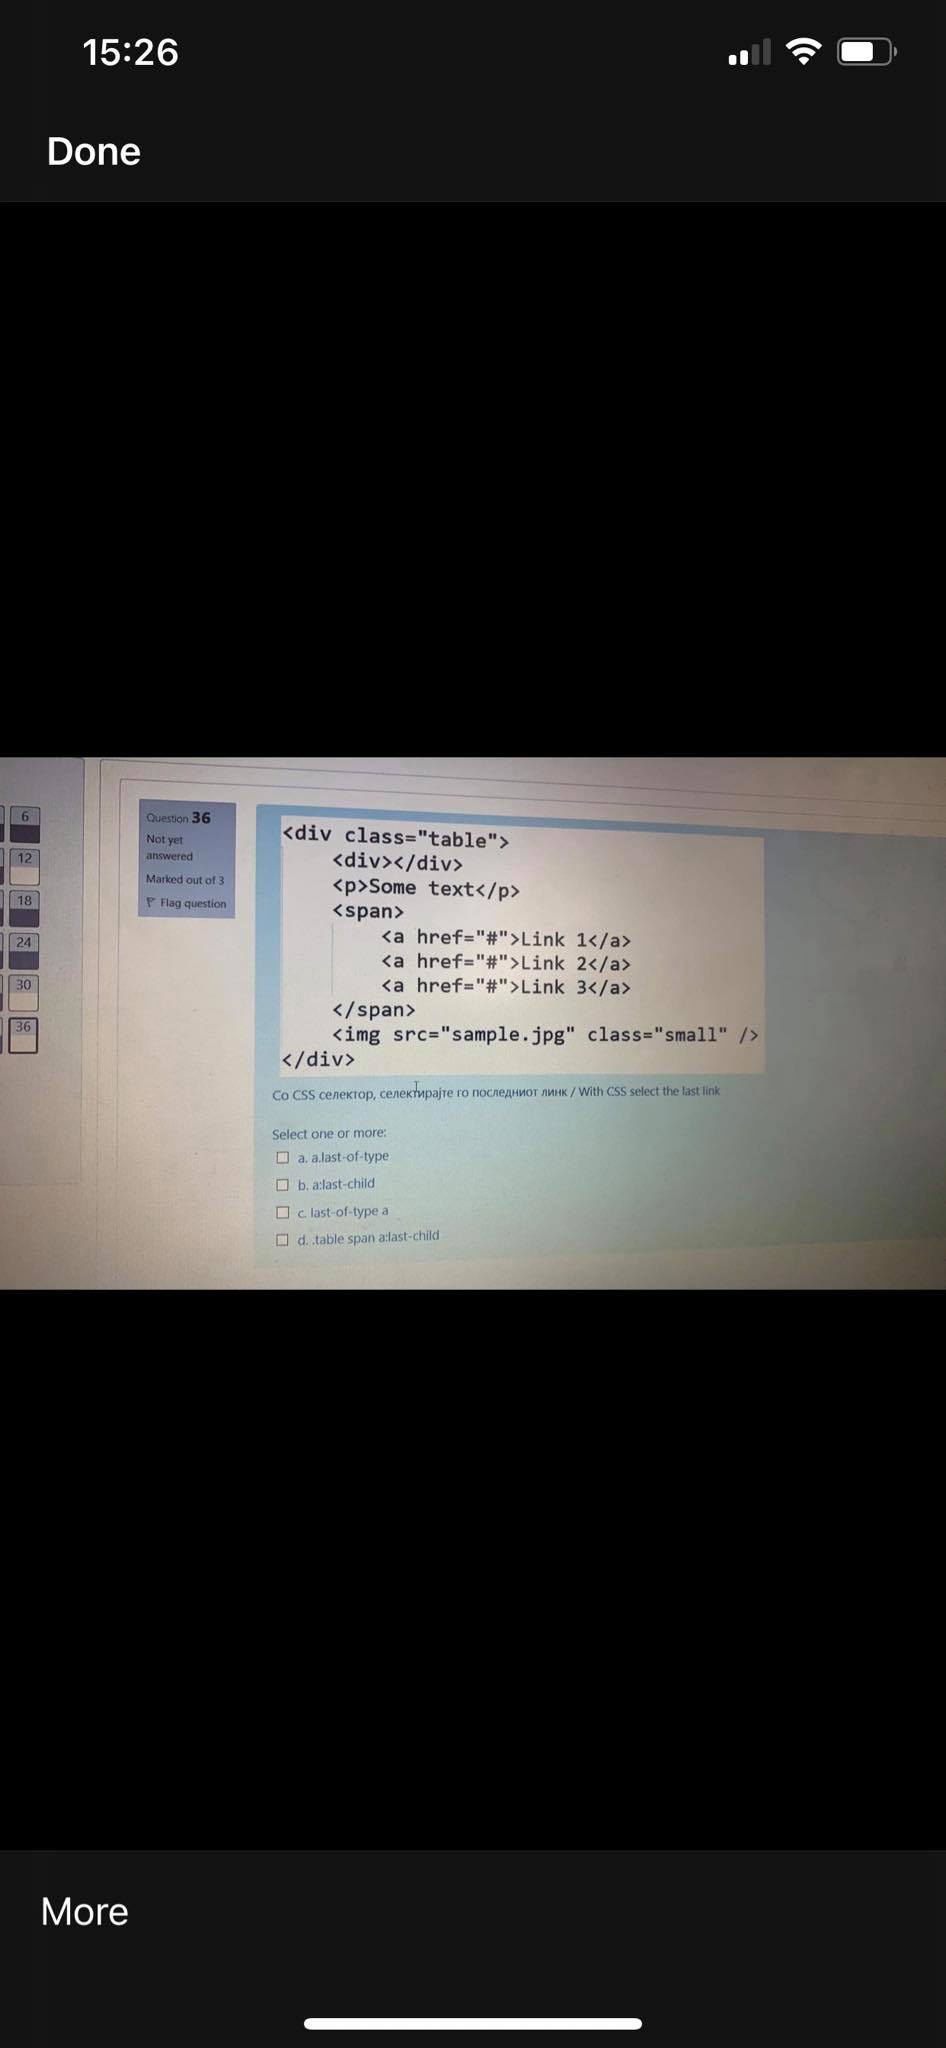 15:26
Done
6
12
18
24
30
36
Question 36
Not yet
answered
Marked out of 3
Flag question
<div class="table">
<div></div>
<p>Some text</p>
<span>
<a href="#">Link 1</a>
<a href="#">Link 2</a>
<a href="#">Link 3</a>
</span>
<img src="sample.jpg" class="small" />
</div>
Со CSS селектор, селектирајте го последниот линк / With CSS select the last link
Select one or more:
a. a.last-of-type
b. a:last-child
c. last-of-type a
d. .table span a:last-child
More